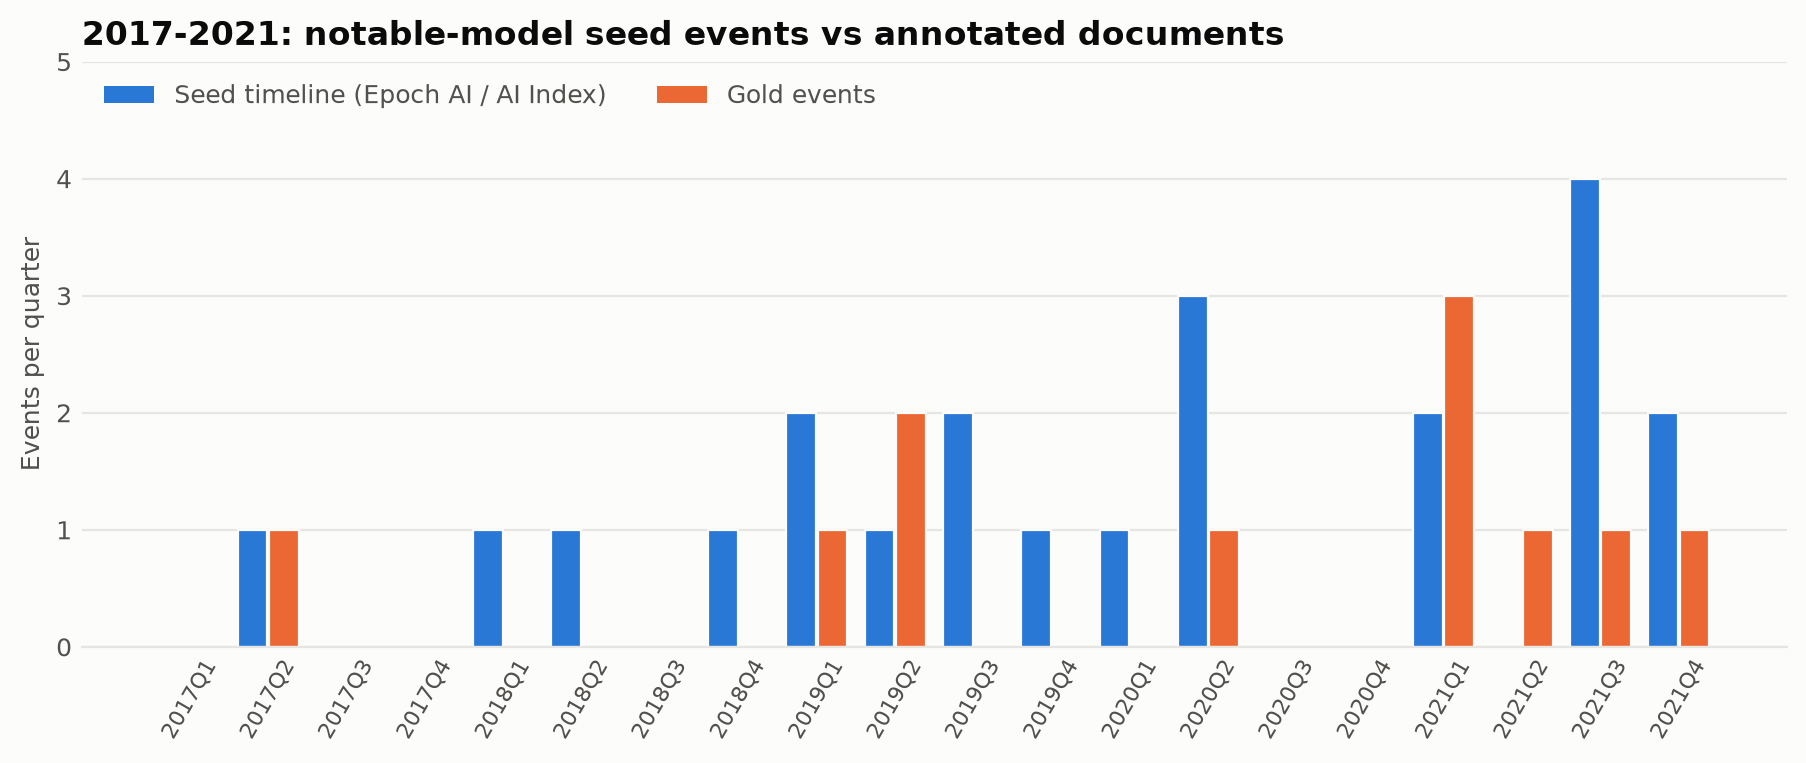 2017-2021: notable-model seed events vs annotated documents
Seed timeline (Epoch AI / AI Index)
Gold events
Events per quarter
5
4
3
2
1
0
2017Q1
2017Q2
2017Q3
2017Q4
2018Q1
2018Q2
2018Q3
2018Q4
2019Q1
2019Q2
2019Q3
2019Q4
2020Q1
2020Q2
2020Q3
2020Q4
2021Q1
2021Q2
2021Q3
2021Q4